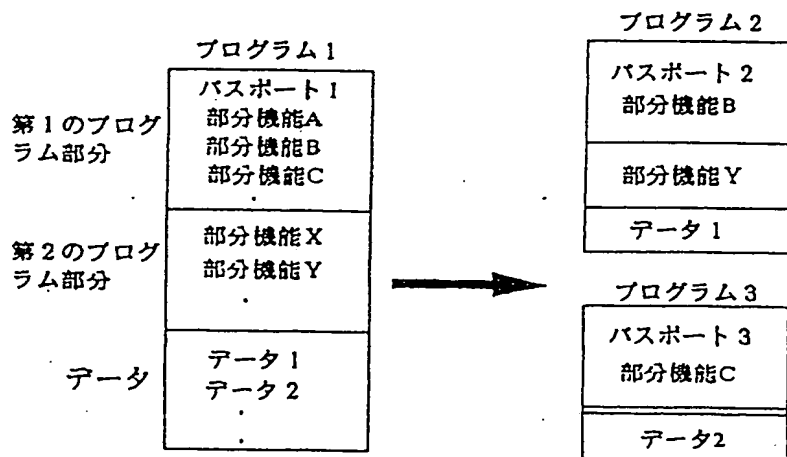 プログラム1
パスポート1
部分機能A
部分機能B
部分機能C
第1のプログ
ラム部分
部分機能X
部分機能Y
第2のプログ
ラム部分
データ1
データ2
データ
プログラム2
パスポート2
部分機能B
部分機能Y
データ1
プログラム3
パスポート3
部分機能C
データ2